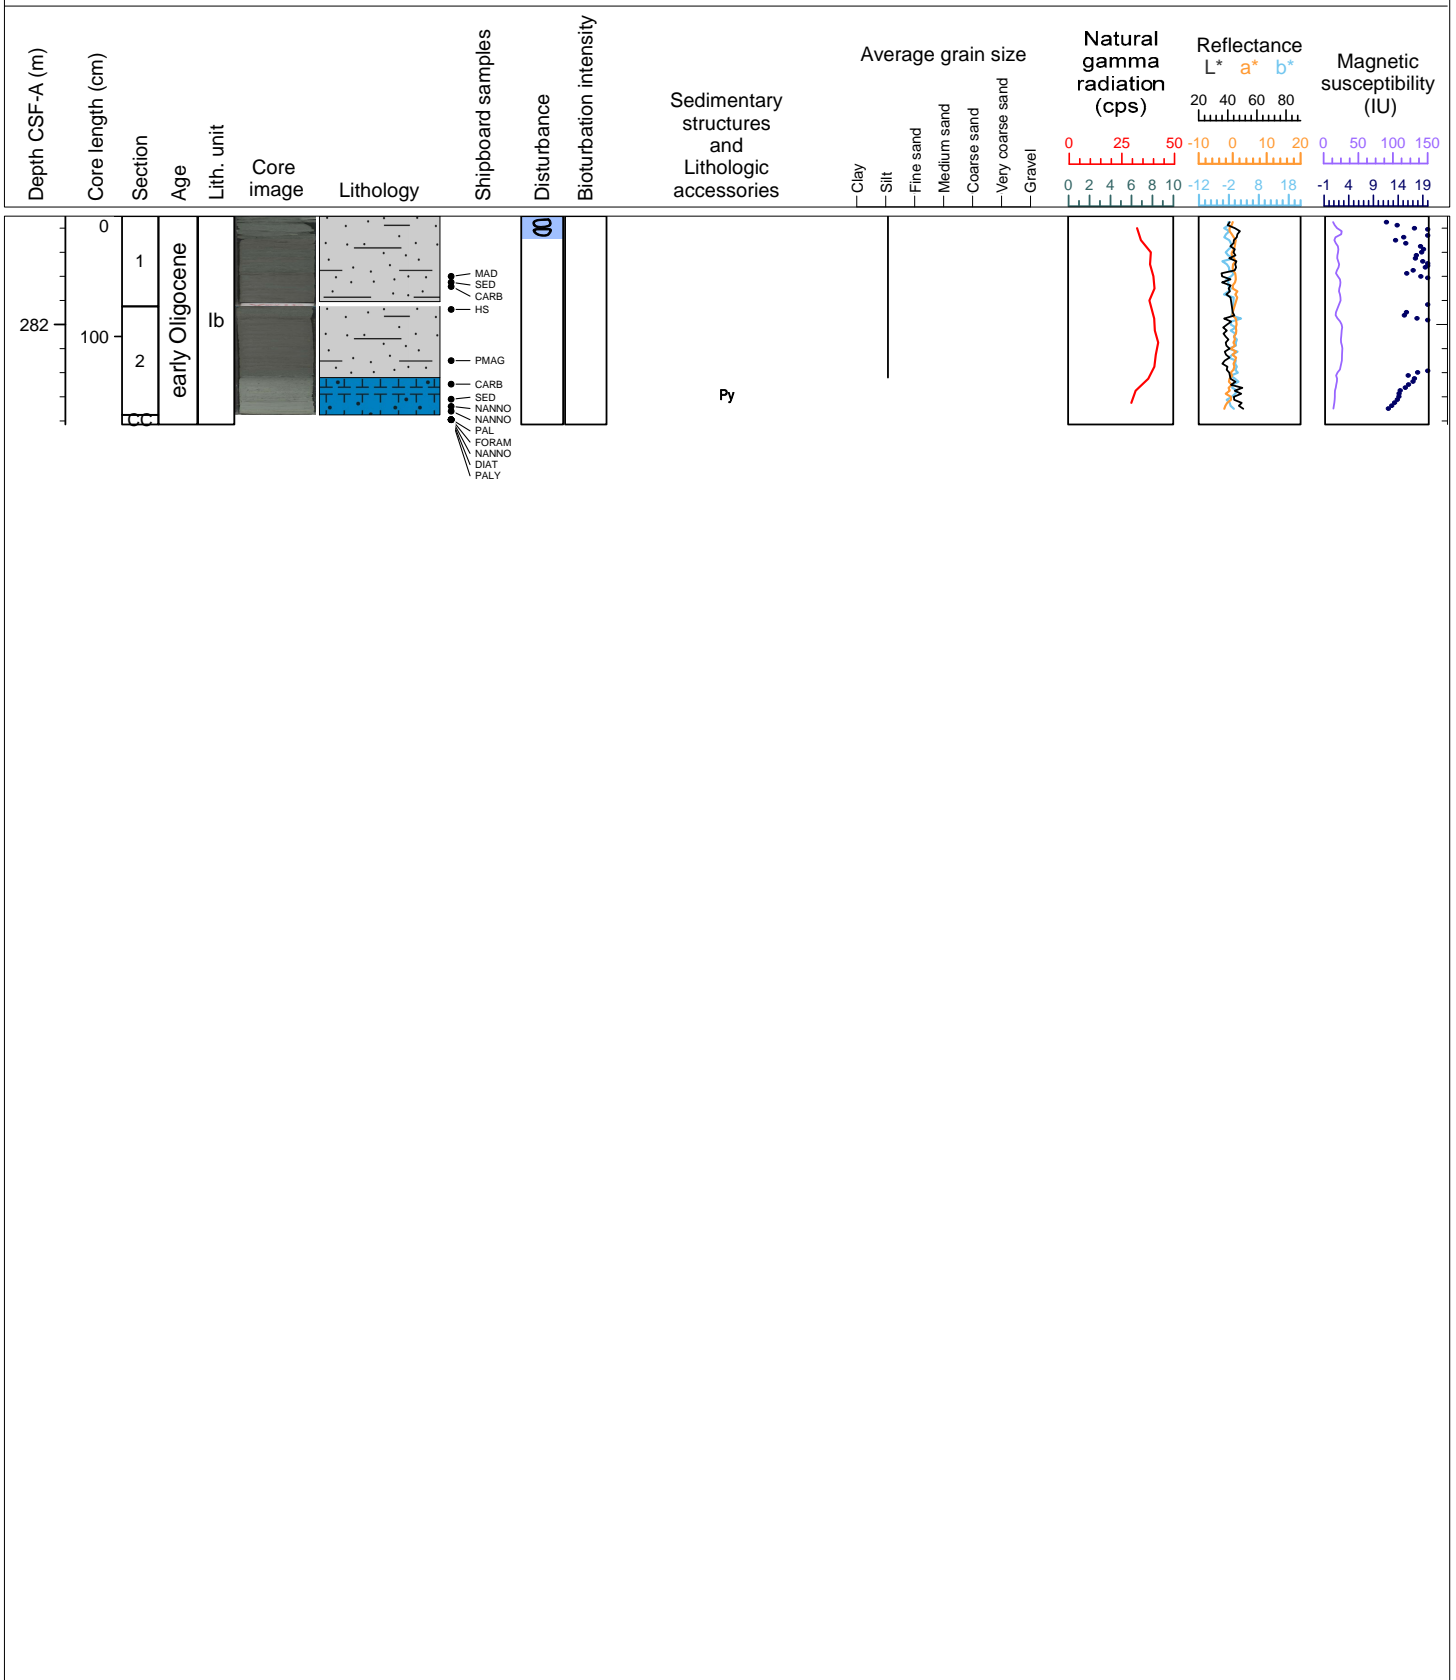 Depth CSF-A (m)
Core length (cm)
Section
Age
Lith. unit
Core
image
Lithology
Shipboard samples
Disturbance
Bioturbation intensity
Sedimentary
structures
and
Lithologic
accessories
Average grain size
Clay
Silt
Fine sand
Medium sand
Coarse sand
Very coarse sand
Gravel
Natural
gamma
radiation
(cps)
0 25 50
0 2 4 6 8 10
Reflectance
L* a* b*
20 40 60 80
-10 0 10 20
-12 -2 8 18
Magnetic
susceptibility
(IU)
0 50 100 150
-1 4 9 14 19
282
0
100
1
2
CC
early Oligocene
Ib
MAD
SED
CARB
HS
PMAG
CARB
SED
NANNO
NANNO
PAL
FORAM
NANNO
DIAT
PALY
Py